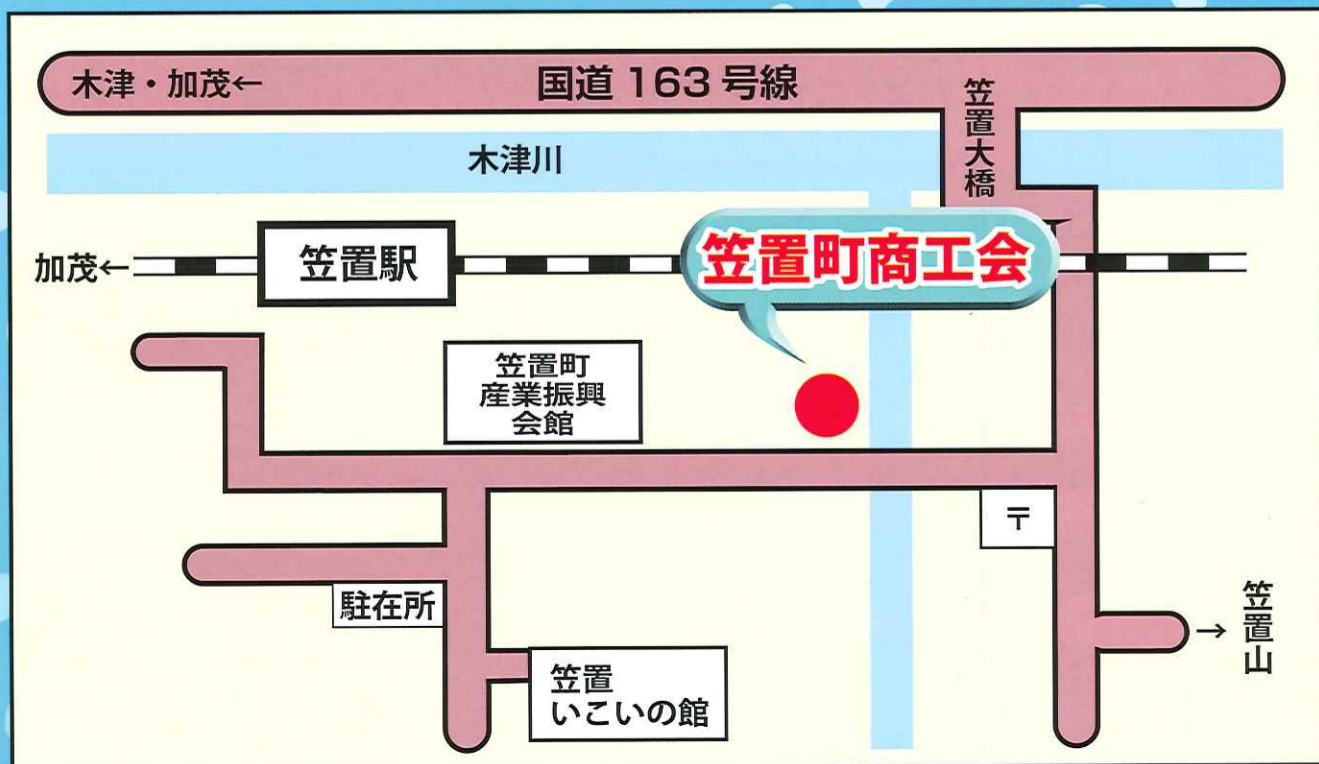 木津・加茂←
国道 163 号線
笠置大橋
木津川
加茂←
笠置駅
笠置町商工会
笠置町
産業振興
会館
〒
駐在所
→ 笠置山
笠置
いこいの館